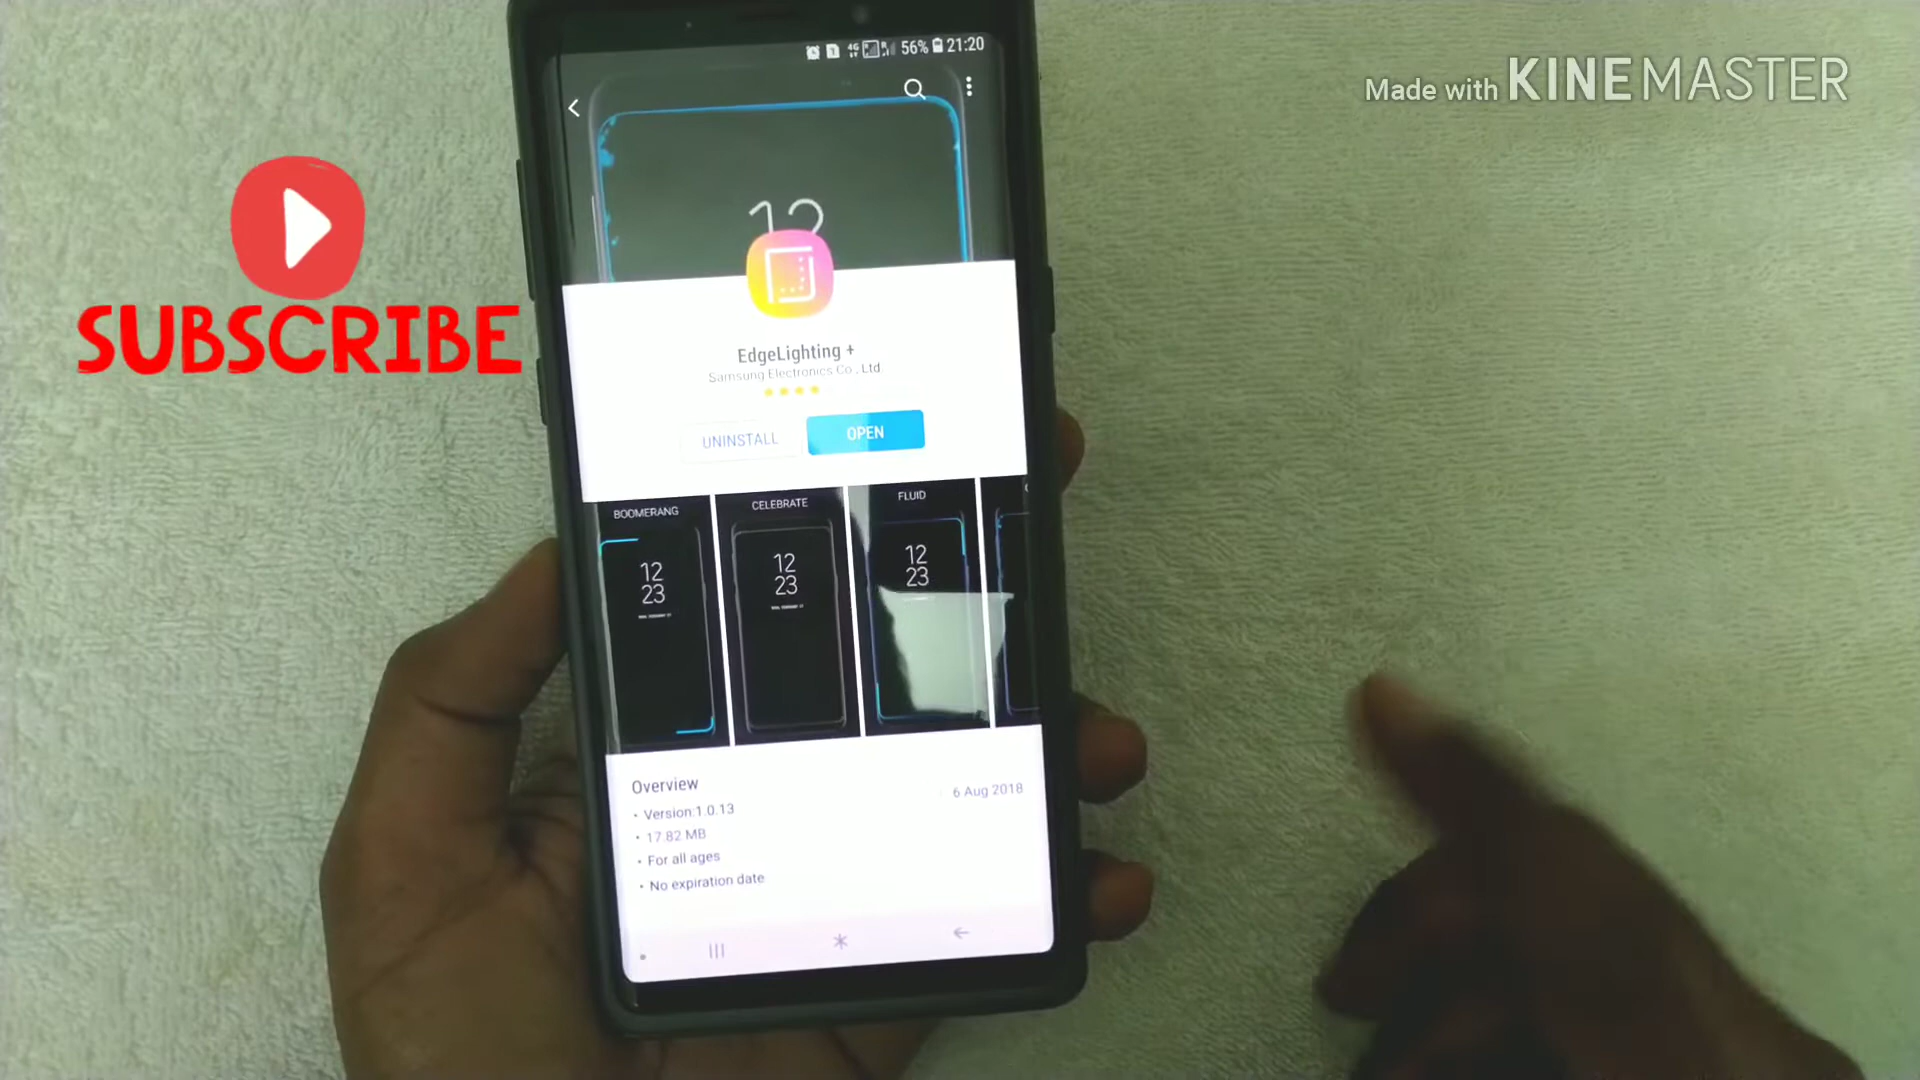 56% 21:20
Made with KINEMASTER
SUBSCRIBE
12
EdgeLighting +
Samsung Electronics Co., Ltd.
UNINSTALL
OPEN
BOOMERANG
CELEBRATE
FLUID
12
23
12
23
12
23
Overview
6 Aug 2018
• Version:1.0.13
• 17.82 MB
• For all ages
• No expiration date